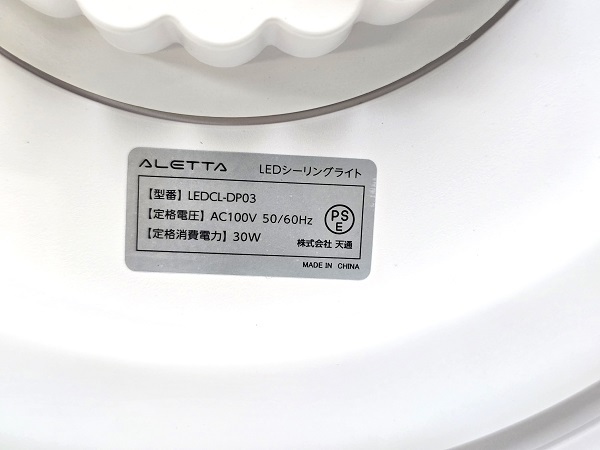 ALETTA LEDシーリングライト
【型番】LEDCL-DP03
【定格電圧】AC100V 50/60Hz
【定格消費電力】30W
PS
E
株式会社 天通
MADE IN CHINA